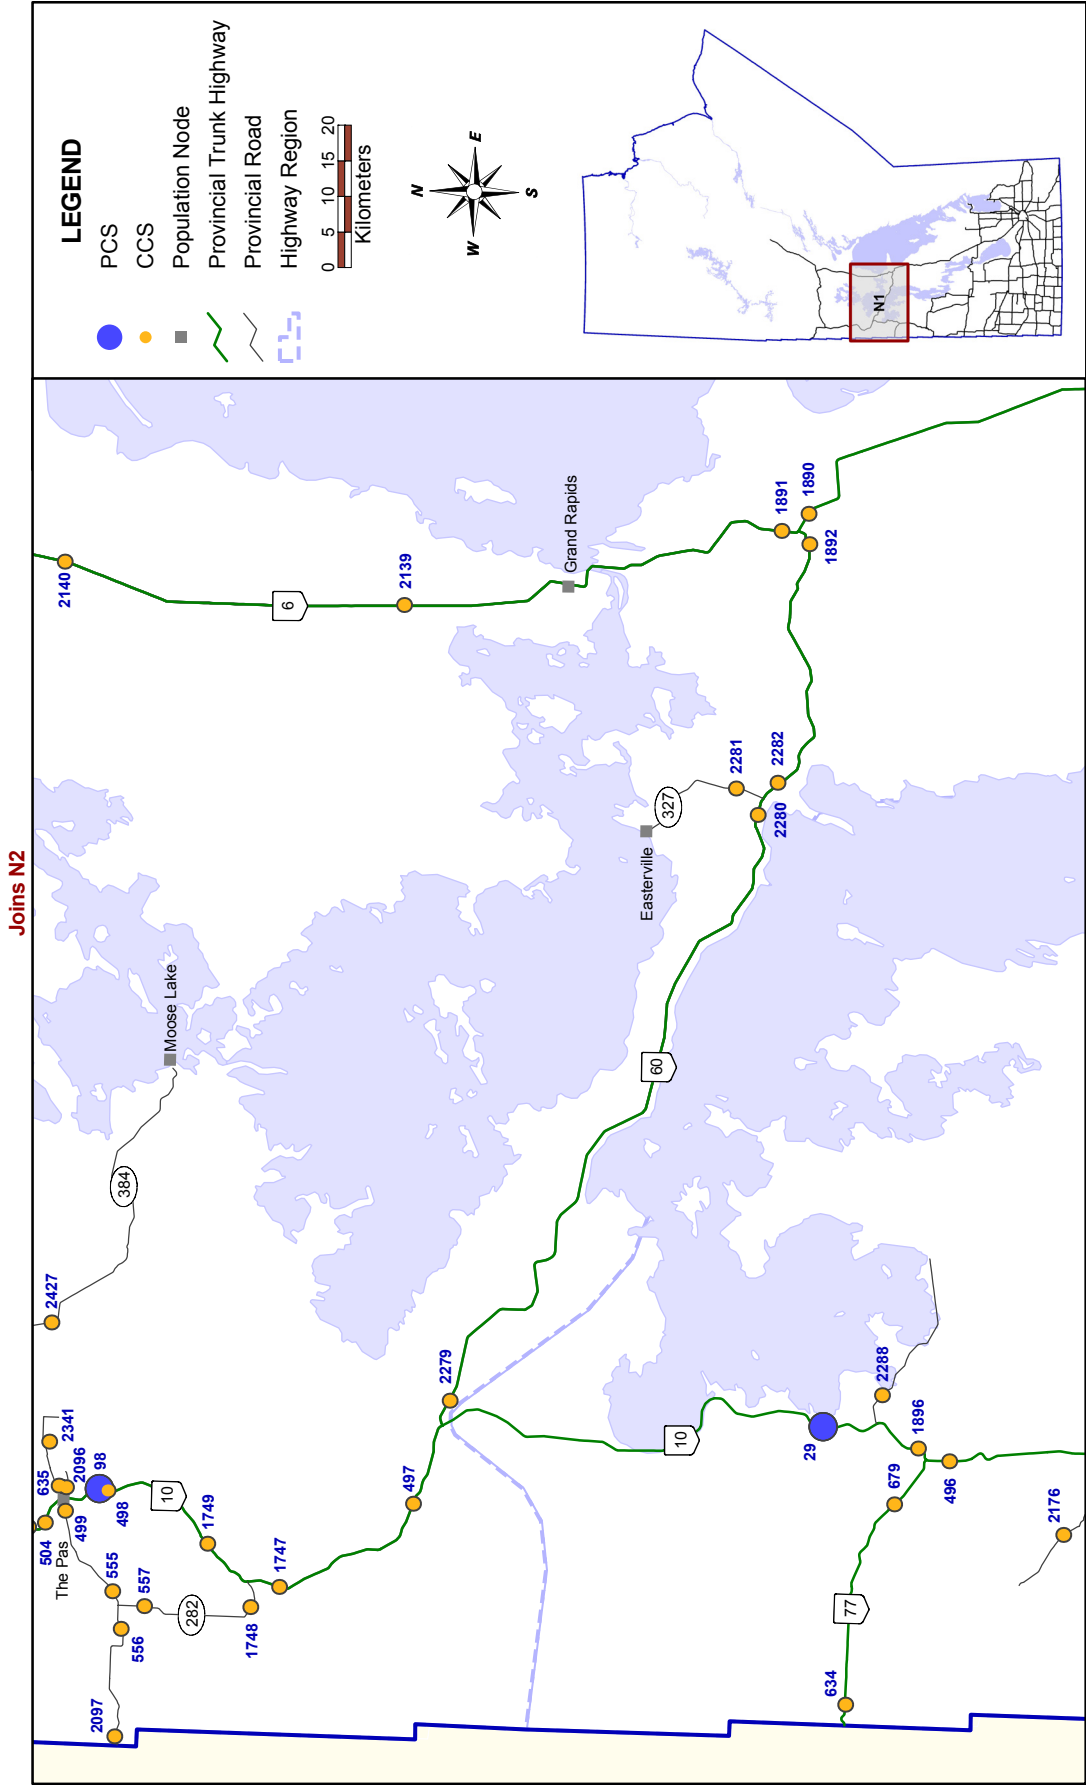 Joins N2
LEGEND
PCS
CCS
Population Node
Provincial Trunk Highway
Provincial Road
Highway Region
0 5 10 15 20
Kilometers
N
W
E
S
N1
2140
6
2139
Grand Rapids
1891
1890
1892
2281
2282
2280
327
Easterville
Moose Lake
384
2427
60
2279
2341
635
2096
98
504
499
498
The Pas
10
1749
555
557
1747
282
1748
556
2097
497
10
29
2288
1896
679
496
2176
77
634